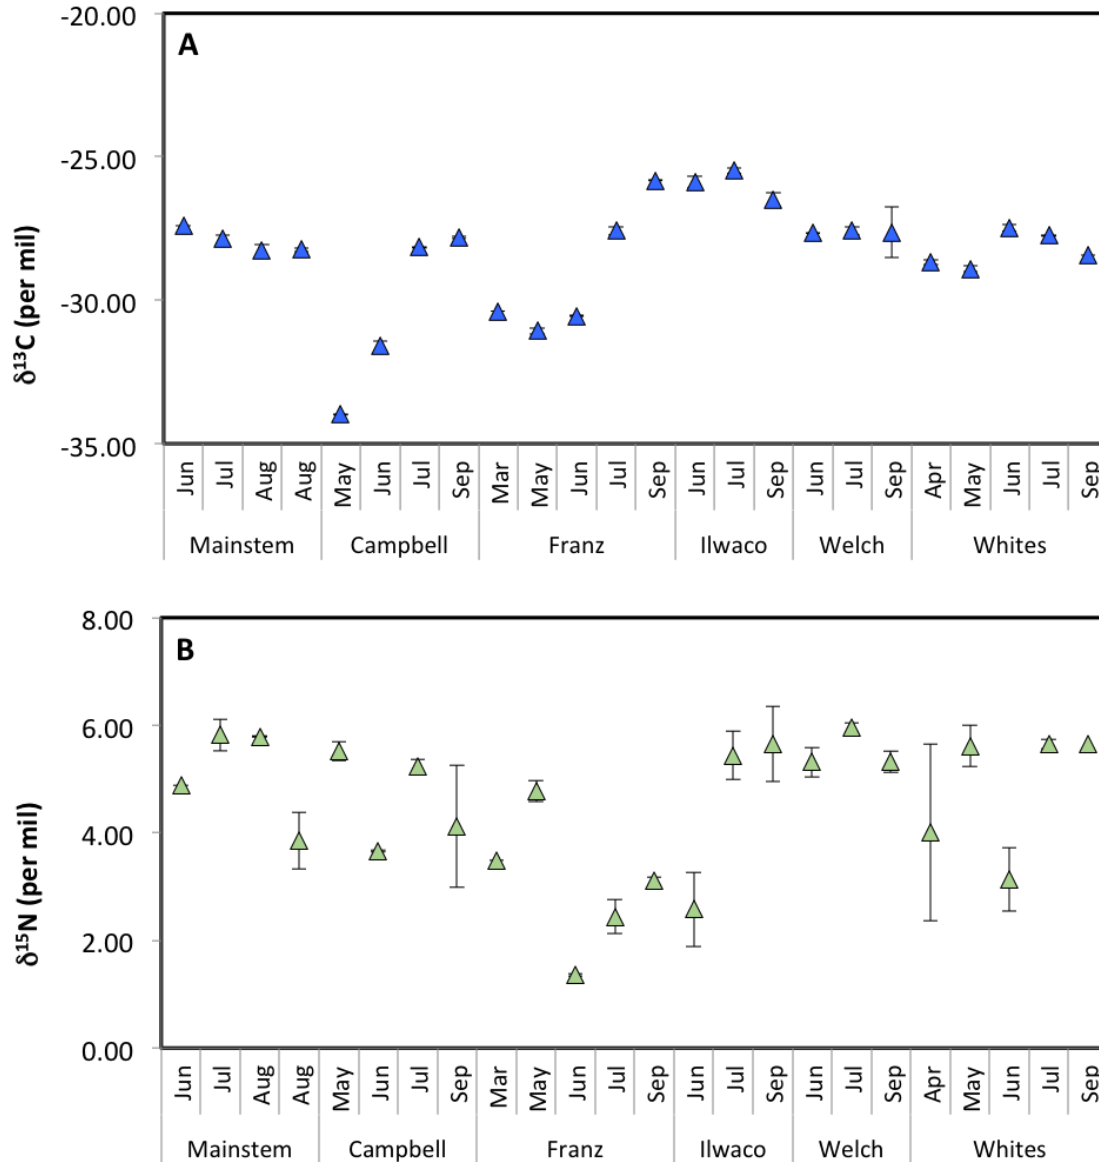 -20.00
A
-25.00
-30.00
-35.00
δ¹³C (per mil)
Jun Jul Aug Aug May Jun Jul Sep Mar May Jun Jul Sep Jun Jul Sep Jun Jul Sep Apr May Jun Jul Sep
Mainstem Campbell Franz Ilwaco Welch Whites
8.00
B
6.00
4.00
2.00
0.00
δ¹⁵N (per mil)
Jun Jul Aug Aug May Jun Jul Sep Mar May Jun Jul Sep Jun Jul Sep Jun Jul Sep Apr May Jun Jul Sep
Mainstem Campbell Franz Ilwaco Welch Whites